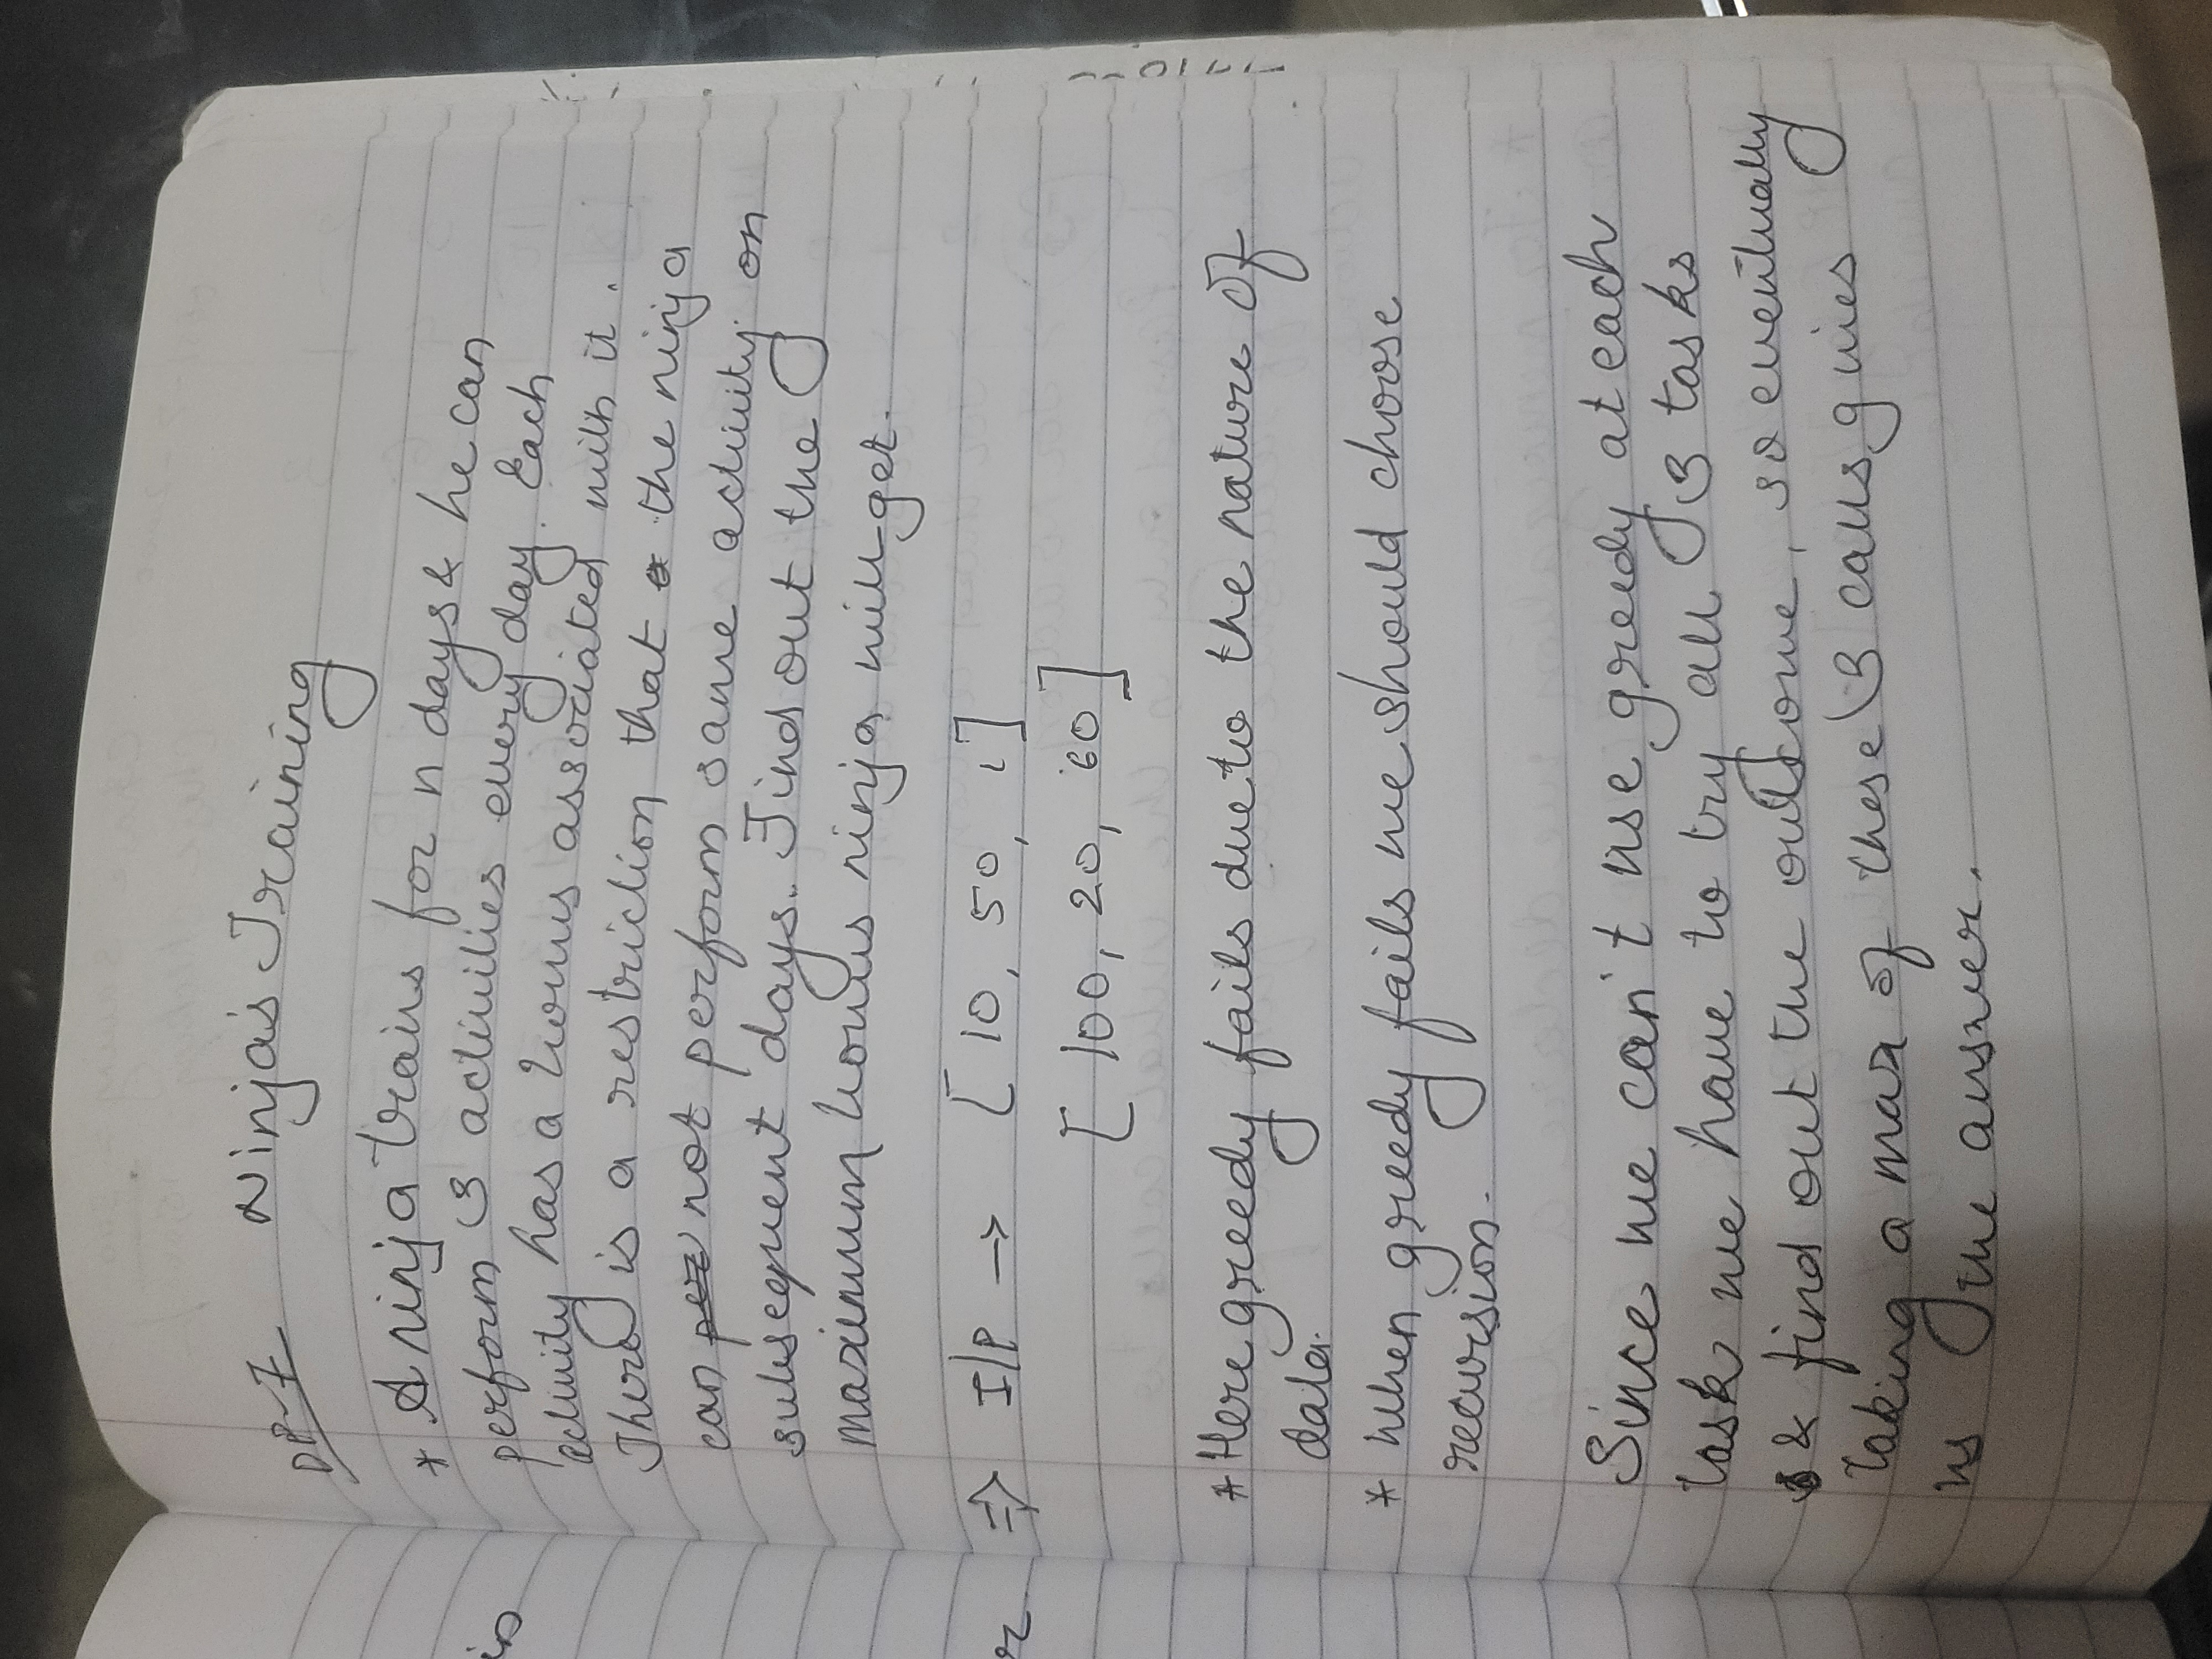 DP-7 Ninja's Training
* A ninja trains for n days & he can
perform 3 activities every day. Each
activity has a bonus associated with it.
There is a restriction that the ninja
can not perform same activity on
subsequent days. Find out the
maximum bonus ninja will get.
⇒ I/P → [ 10, 50, 1 ]
[ 100, 20, 60 ]
* Here greedy fails due to the nature of
data.
* When greedy fails we should choose
recursion.
Since we can't use greedy at each
task we have to try all 3 tasks
& find out the outcome, so eventually
taking a max of these 3 calls gives
us the answer.
in